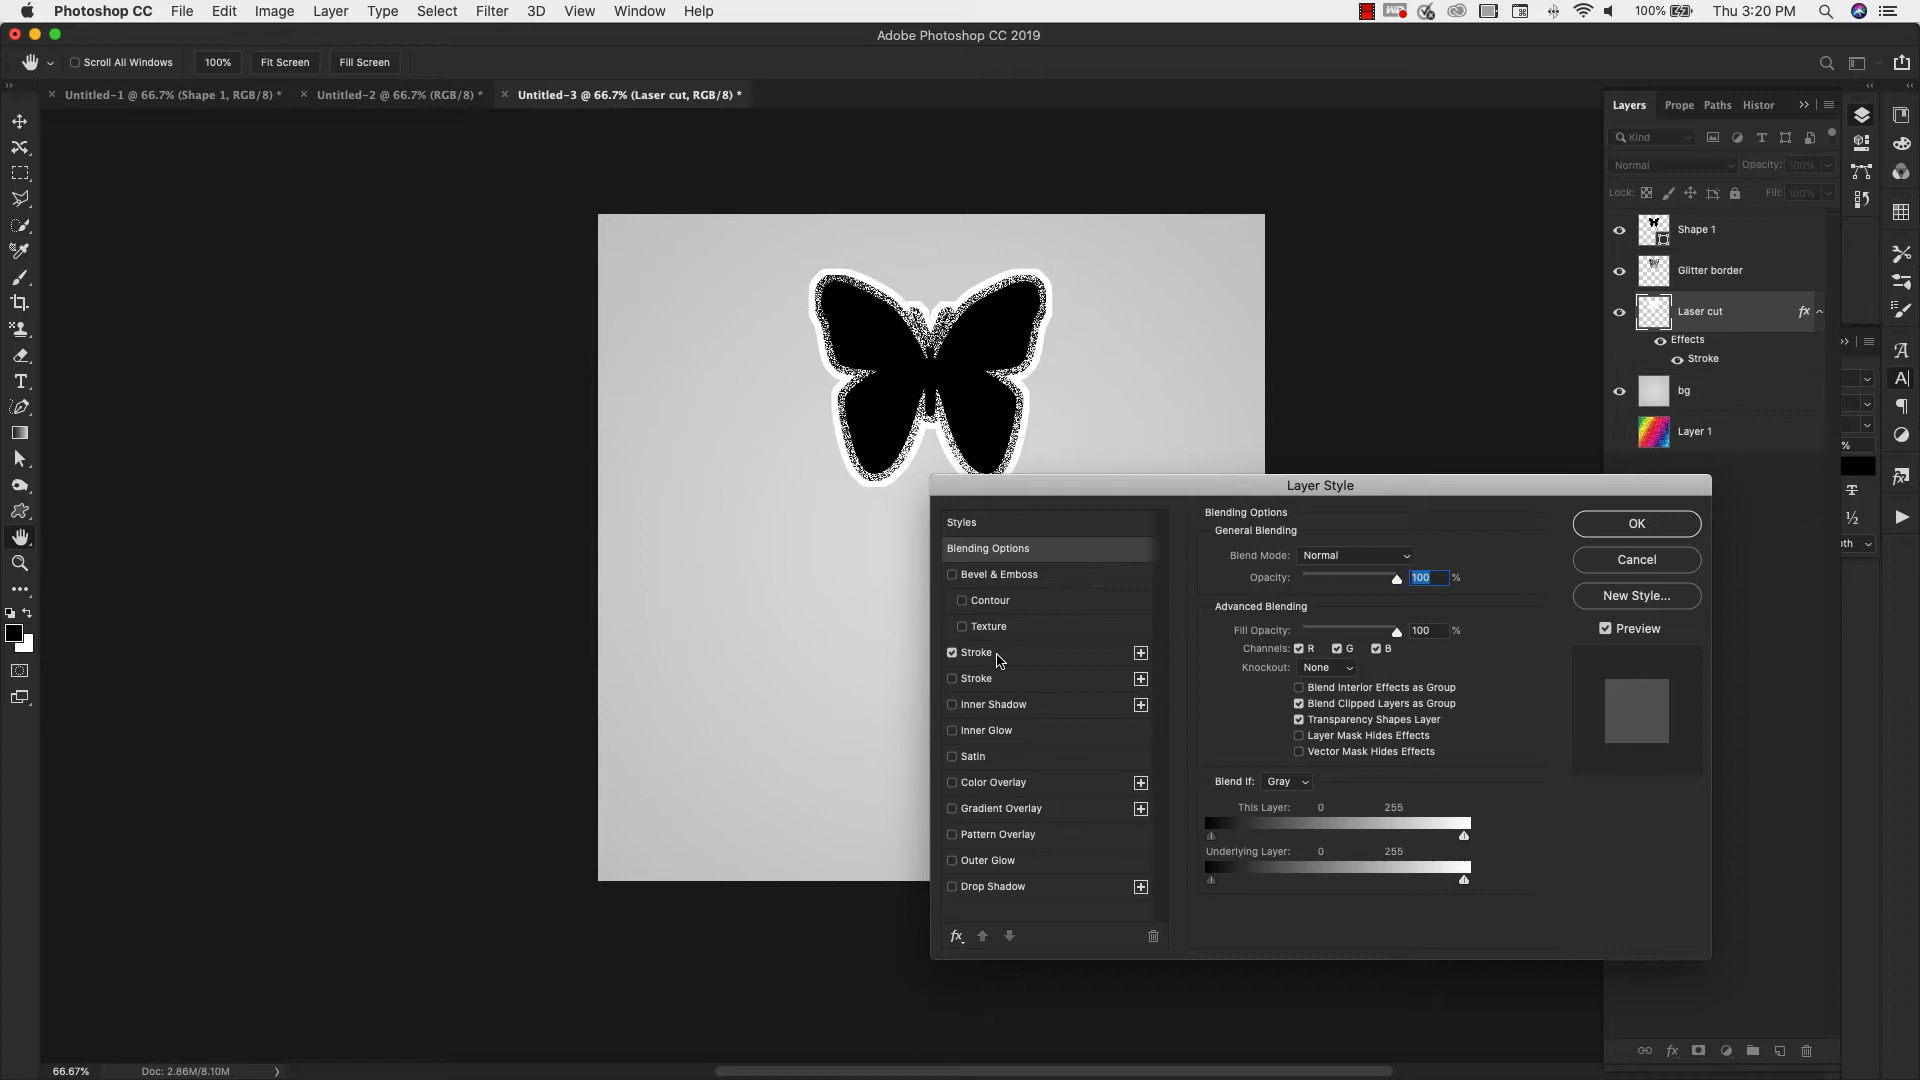 Photoshop CC File Edit Image Layer Type Select Filter 3D View Window Help 100% Thu 3:20 PM
Adobe Photoshop CC 2019
Scroll All Windows 100% Fit Screen Fill Screen
Untitled-1 @ 66.7% (Shape 1, RGB/8) * Untitled-2 @ 66.7% (RGB/8) * Untitled-3 @ 66.7% (Laser cut, RGB/8) *
Layers Prope Paths Histor
Kind
Normal Opacity: 100%
Lock: Fill: 100%
Shape 1
Glitter border
Laser cut fx
Effects
Stroke
bg
Layer 1
Layer Style
Styles
Blending Options
Bevel & Emboss
Contour
Texture
Stroke
Stroke
Inner Shadow
Inner Glow
Satin
Color Overlay
Gradient Overlay
Pattern Overlay
Outer Glow
Drop Shadow
fx
Blending Options
General Blending
Blend Mode: Normal
Opacity: 100 %
Advanced Blending
Fill Opacity: 100 %
Channels: R G B
Knockout: None
Blend Interior Effects as Group
Blend Clipped Layers as Group
Transparency Shapes Layer
Layer Mask Hides Effects
Vector Mask Hides Effects
Blend If: Gray
This Layer: 0 255
Underlying Layer: 0 255
OK
Cancel
New Style...
Preview
66.67% Doc: 2.86M/8.10M